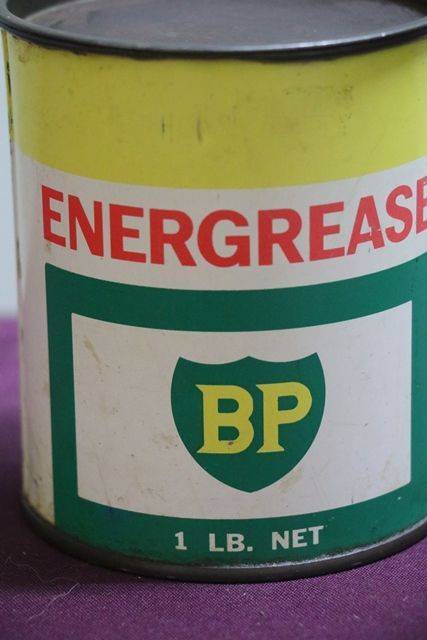 ENERGREASE
BP
1 LB. NET